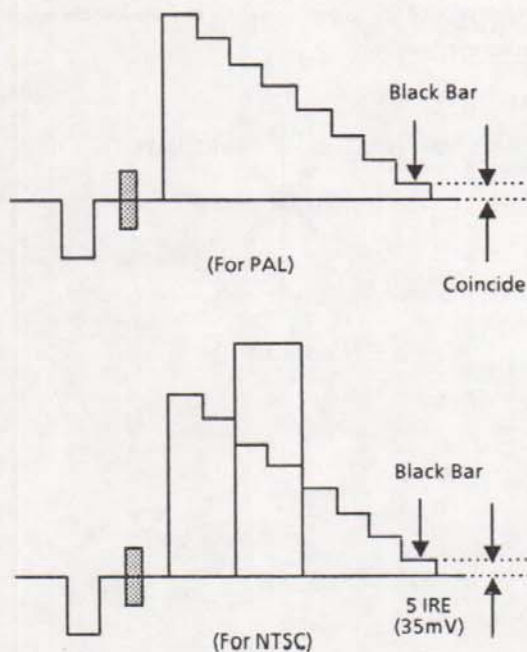 Black Bar
(For PAL)
Coincide
Black Bar
5 IRE
(35mV)
(For NTSC)